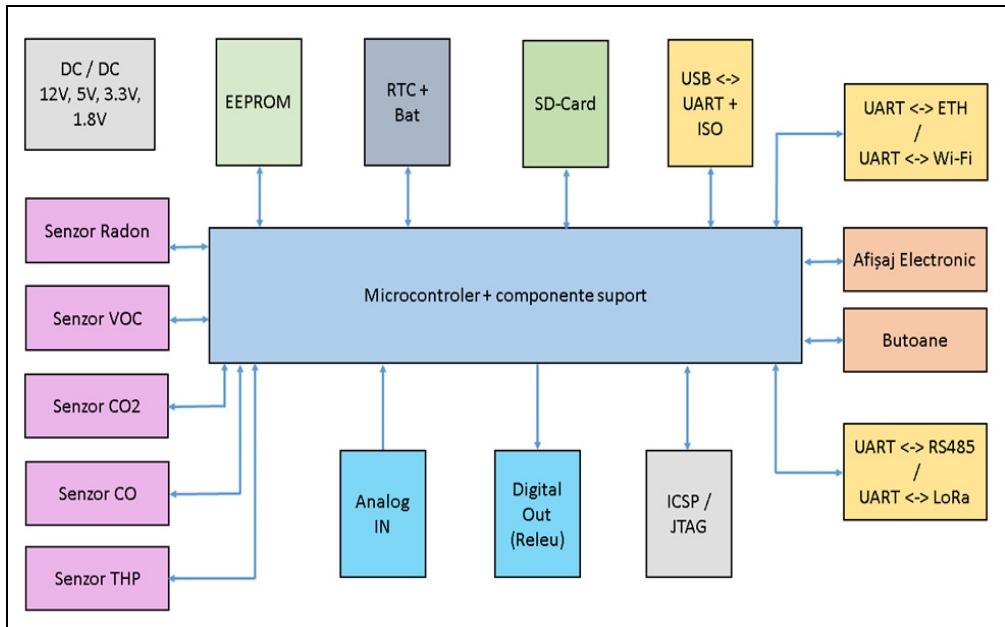 DC / DC
12V, 5V, 3.3V,
1.8V
EEPROM
RTC +
Bat
SD-Card
USB <->
UART +
ISO
UART <-> ETH
/
UART <-> Wi-Fi
Senzor Radon
Senzor VOC
Senzor CO2
Senzor CO
Senzor THP
Microcontroler + componente suport
Afișaj Electronic
Butoane
Analog
IN
Digital
Out
(Releu)
ICSP /
JTAG
UART <-> RS485
/
UART <-> LoRa